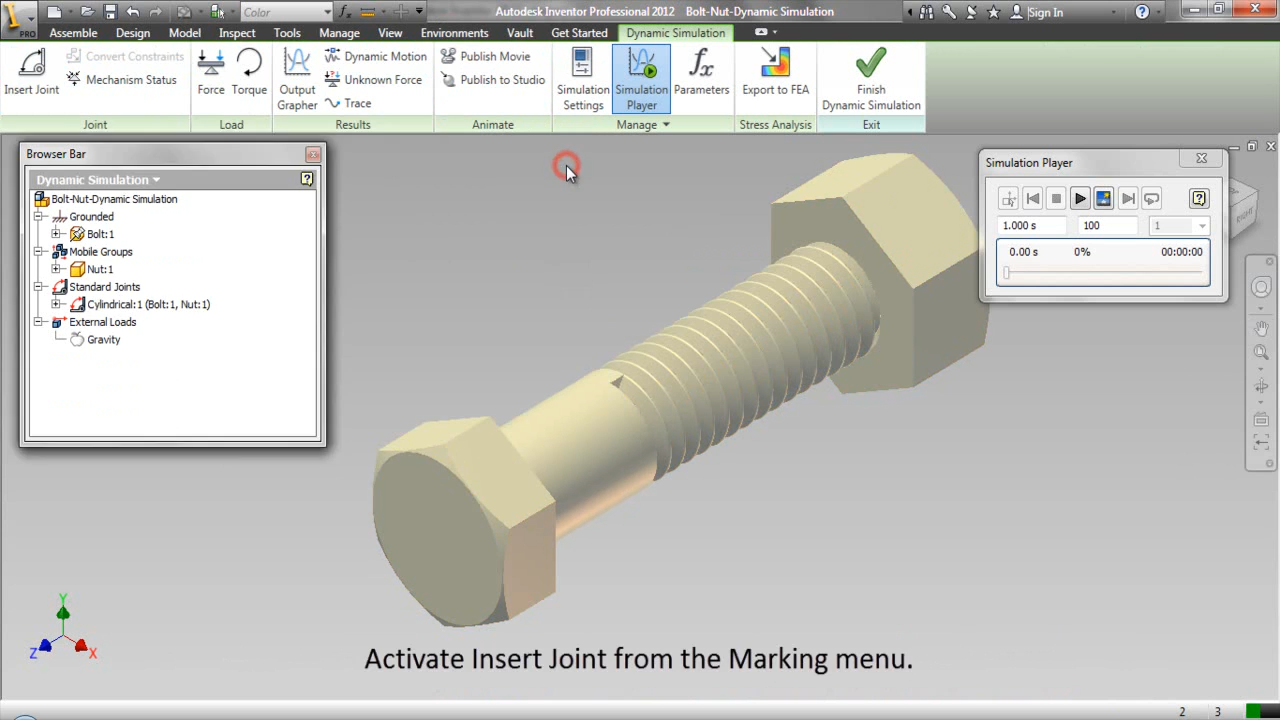 PRO
Color
Autodesk Inventor Professional 2012 Bolt-Nut-Dynamic Simulation
Sign In
Assemble Design Model Inspect Tools Manage View Environments Vault Get Started Dynamic Simulation
Insert Joint
Convert Constraints
Mechanism Status
Joint
Force
Torque
Load
Output Grapher
Dynamic Motion
Unknown Force
Trace
Results
Publish Movie
Publish to Studio
Animate
Simulation Settings
Simulation Player
fx
Parameters
Manage
Export to FEA
Stress Analysis
Finish
Dynamic Simulation
Exit
Browser Bar
Dynamic Simulation
Bolt-Nut-Dynamic Simulation
Grounded
Bolt:1
Mobile Groups
Nut:1
Standard Joints
Cylindrical:1 (Bolt:1, Nut:1)
External Loads
Gravity
Simulation Player
1.000 s 100 1
0.00 s 0% 00:00:00
RIGHT
Y
Z X
Activate Insert Joint from the Marking menu.
2 3